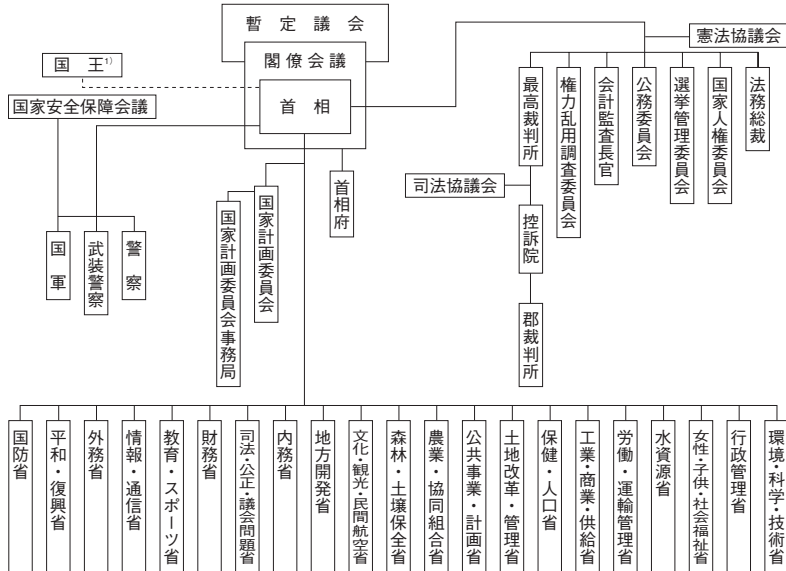 暫定議会
閣僚会議
首相
国王1)
国家安全保障会議
国軍
武装警察
警察
国家計画委員会事務局
国家計画委員会
首相府
憲法協議会
最高裁判所
権力乱用調査委員会
会計監査長官
公務委員会
選挙管理委員会
国家人権委員会
法務総裁
司法協議会
控訴院
郡裁判所
国防省
平和・復興省
外務省
情報・通信省
教育・スポーツ省
財務省
司法・公正・議会問題省
内務省
地方開発省
文化・観光・民間航空省
森林・土壌保全省
農業・協同組合省
公共事業・計画省
土地改革・管理省
保健・人口省
工業・商業・供給省
労働・運輸管理省
水資源省
女性・子供・社会福祉省
行政管理省
環境・科学・技術省